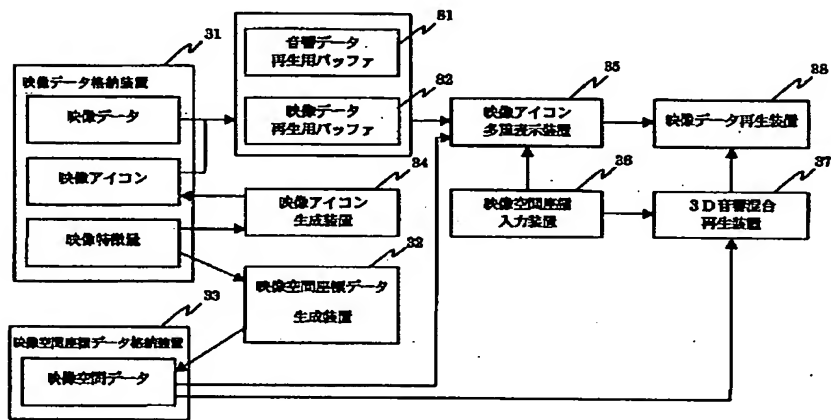 31
映像データ格納装置
映像データ
映像アイコン
映像特徴量
81
音響データ
再生用バッファ
82
映像データ
再生用バッファ
34
映像アイコン
生成装置
32
映像空間座標データ
生成装置
33
映像空間座標データ格納装置
映像空間データ
35
映像アイコン
多重表示装置
36
映像空間座標
入力装置
38
映像データ再生装置
37
3D音響混合
再生装置